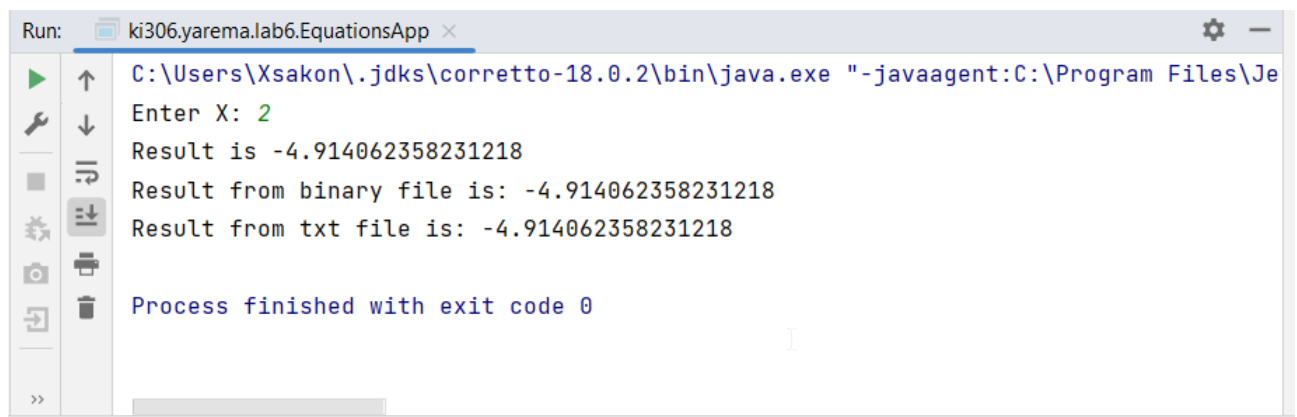 Run: ki306.yarema.lab6.EquationsApp ×
C:\Users\Xsakon\.jdks\corretto-18.0.2\bin\java.exe "-javaagent:C:\Program Files\Je
Enter X: 2
Result is -4.914062358231218
Result from binary file is: -4.914062358231218
Result from txt file is: -4.914062358231218
Process finished with exit code 0